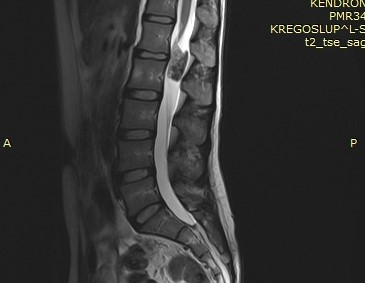 KENDRON
PMR34
KREGOSLUP^L-S
t2_tse_sag
A
P